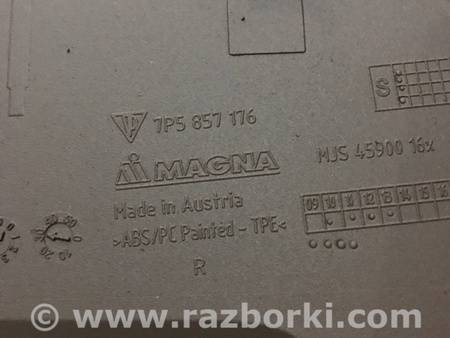 7P5 857 176
MAGNA
MJS 45900 16x
Made in Austria
>ABS/PC Painted - TPE<
R
S
09 10 11 12 13 14 15 16
© www.razborki.com